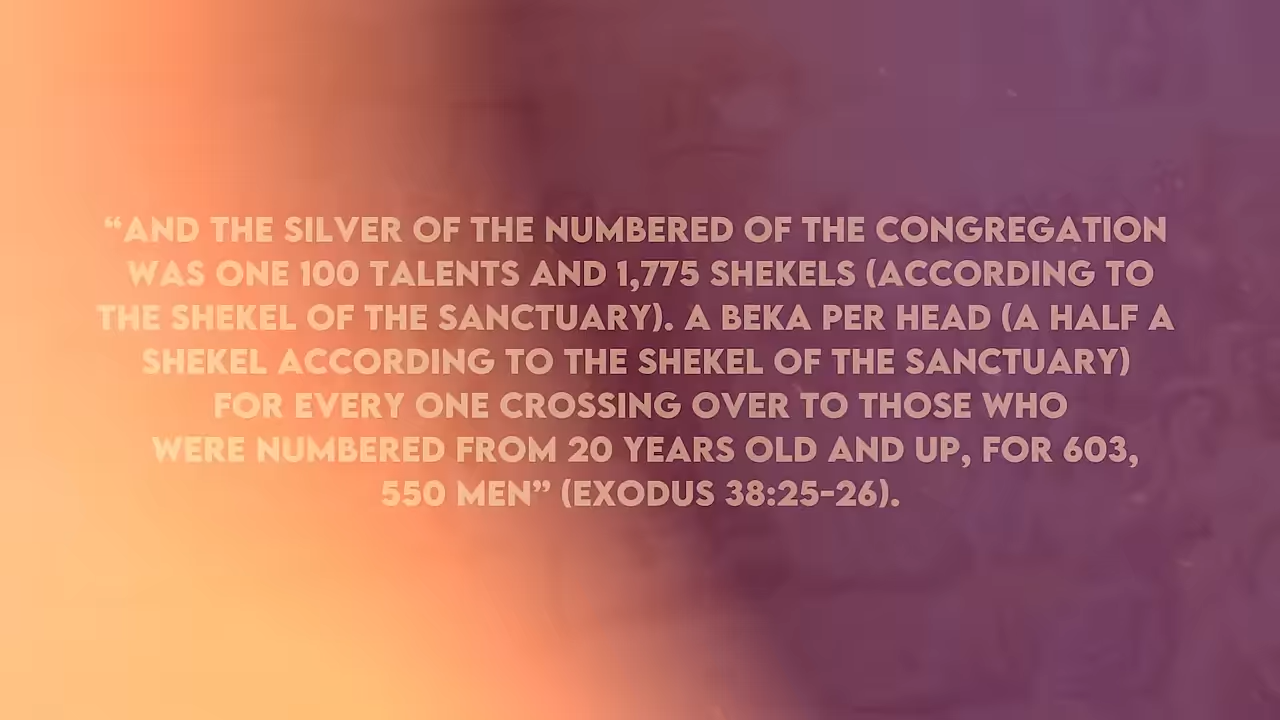 “AND THE SILVER OF THE NUMBERED OF THE CONGREGATION
WAS ONE 100 TALENTS AND 1,775 SHEKELS (ACCORDING TO
THE SHEKEL OF THE SANCTUARY). A BEKA PER HEAD (A HALF A
SHEKEL ACCORDING TO THE SHEKEL OF THE SANCTUARY)
FOR EVERY ONE CROSSING OVER TO THOSE WHO
WERE NUMBERED FROM 20 YEARS OLD AND UP, FOR 603,
550 MEN” (EXODUS 38:25-26).